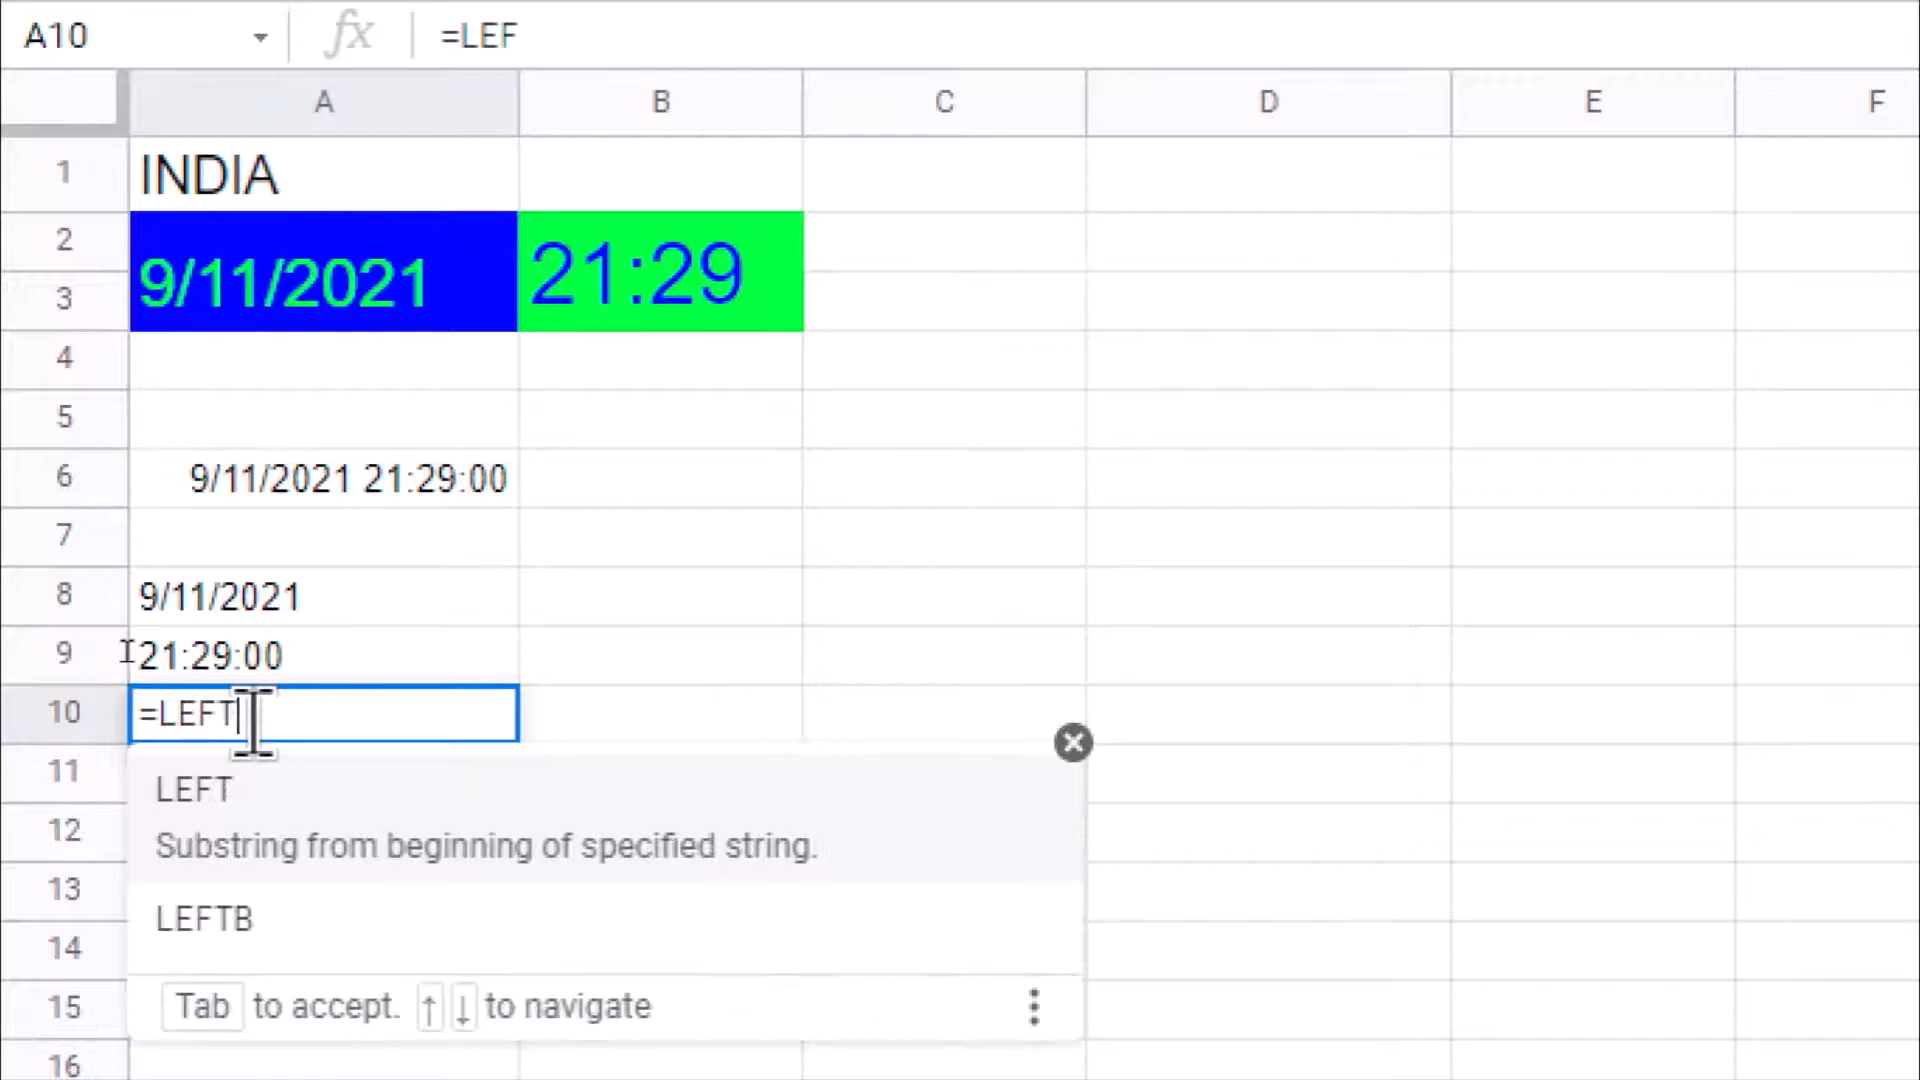 A10 fx =LEF
A B C D E F
1 INDIA
2
9/11/2021 21:29
3
4
5
6 9/11/2021 21:29:00
7
8 9/11/2021
9 21:29:00
10 =LEFT
11
LEFT
12
Substring from beginning of specified string.
13
LEFTB
14
15 Tab to accept. ↑ ↓ to navigate
16